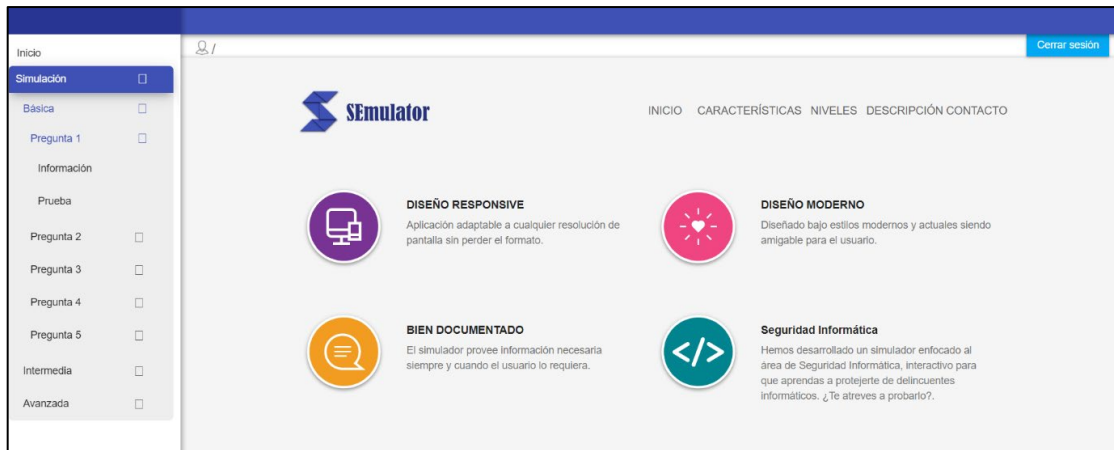 Inicio
Simulación
Básica
Pregunta 1
Información
Prueba
Pregunta 2
Pregunta 3
Pregunta 4
Pregunta 5
Intermedia
Avanzada
/
Cerrar sesión
SEmulator
INICIO CARACTERÍSTICAS NIVELES DESCRIPCIÓN CONTACTO
DISEÑO RESPONSIVE
Aplicación adaptable a cualquier resolución de
pantalla sin perder el formato.
DISEÑO MODERNO
Diseñado bajo estilos modernos y actuales siendo
amigable para el usuario.
BIEN DOCUMENTADO
El simulador provee información necesaria
siempre y cuando el usuario lo requiera.
</>
Seguridad Informática
Hemos desarrollado un simulador enfocado al
área de Seguridad Informática, interactivo para
que aprendas a protejerte de delincuentes
informáticos. ¿Te atreves a probarlo?.